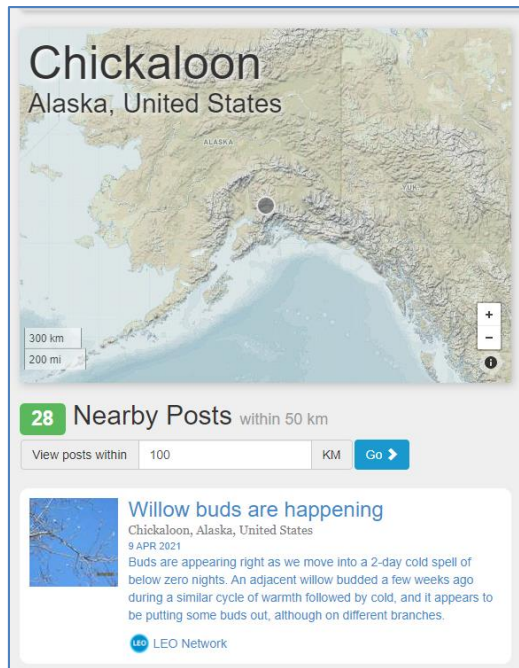 Chickaloon
Alaska, United States
ALASKA
300 km
200 mi
+
−
28 Nearby Posts within 50 km
View posts within 100 KM Go
Willow buds are happening
Chickaloon, Alaska, United States
9 APR 2021
Buds are appearing right as we move into a 2-day cold spell of
below zero nights. An adjacent willow budded a few weeks ago
during a similar cycle of warmth followed by cold, and it appears to
be putting some buds out, although on different branches.
LEO LEO Network